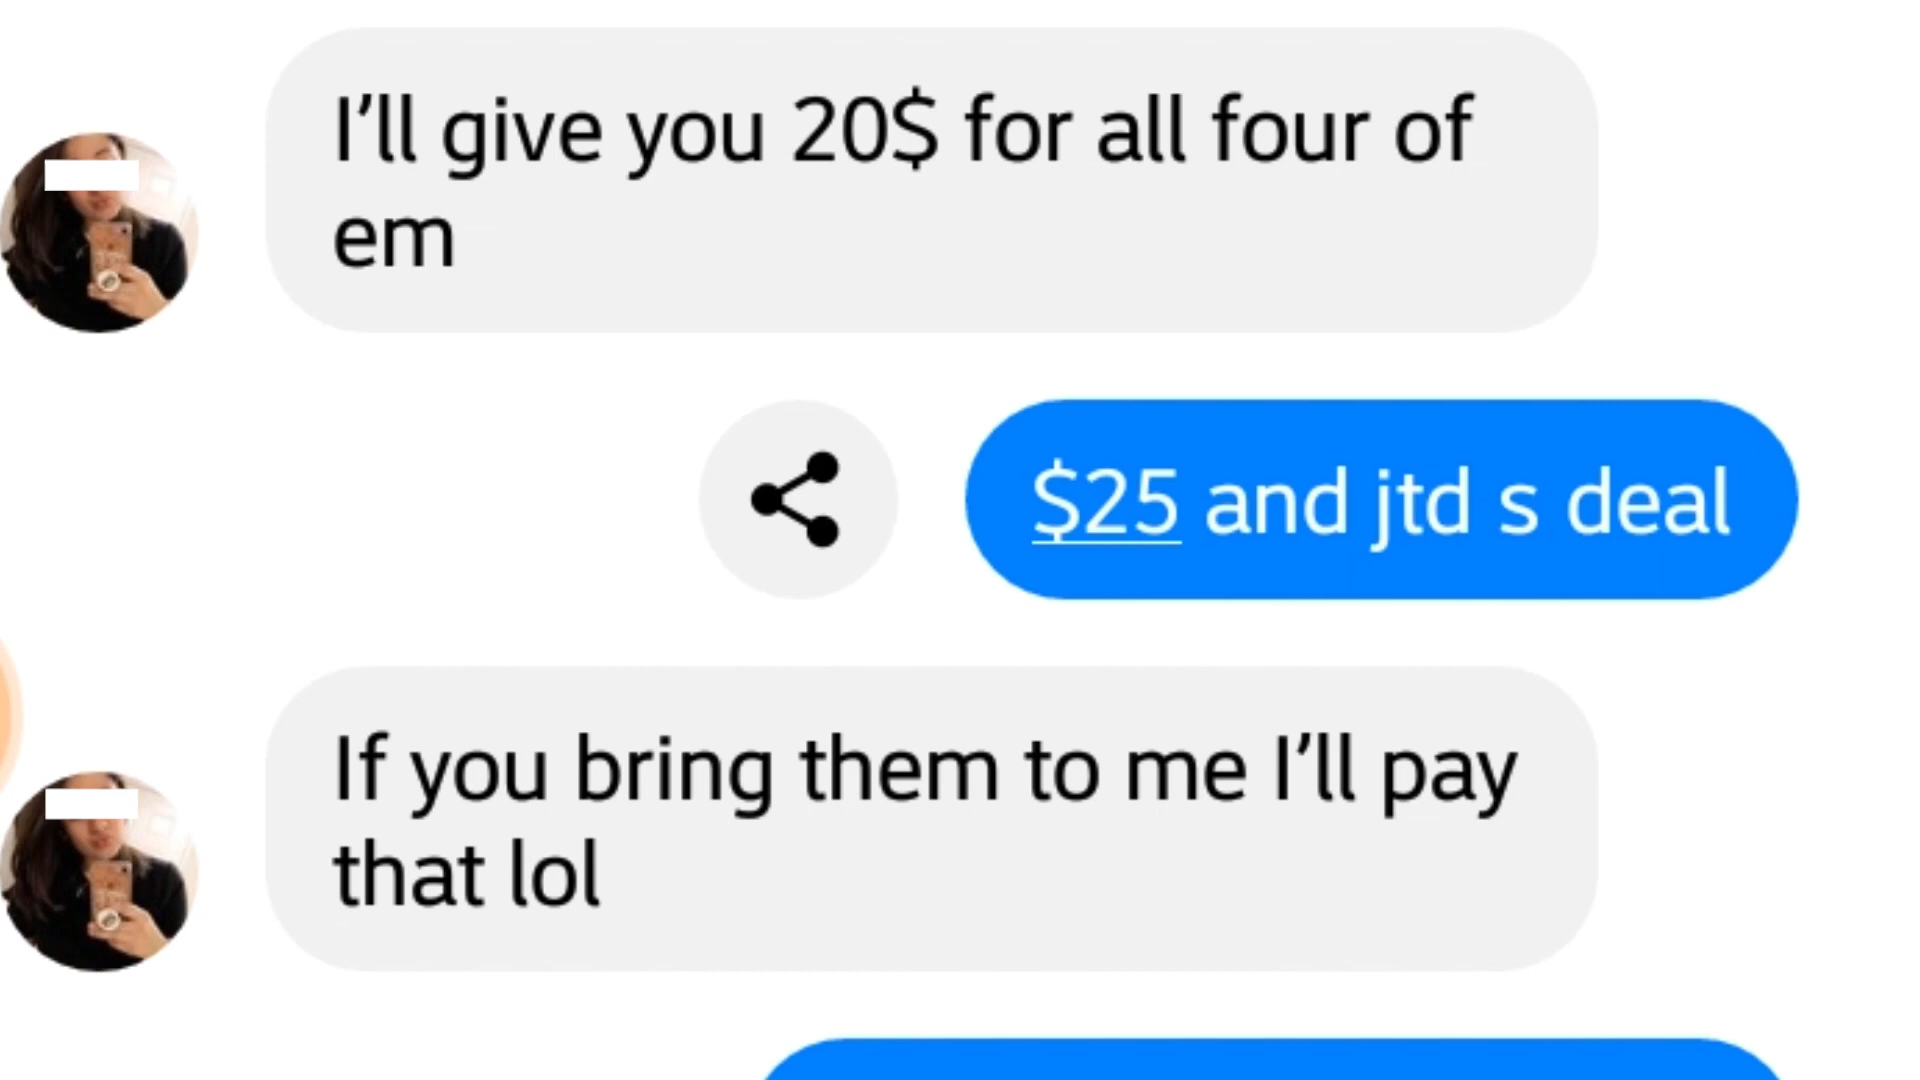 I’ll give you 20$ for all four of
em
$25 and jtd s deal
If you bring them to me I’ll pay
that lol